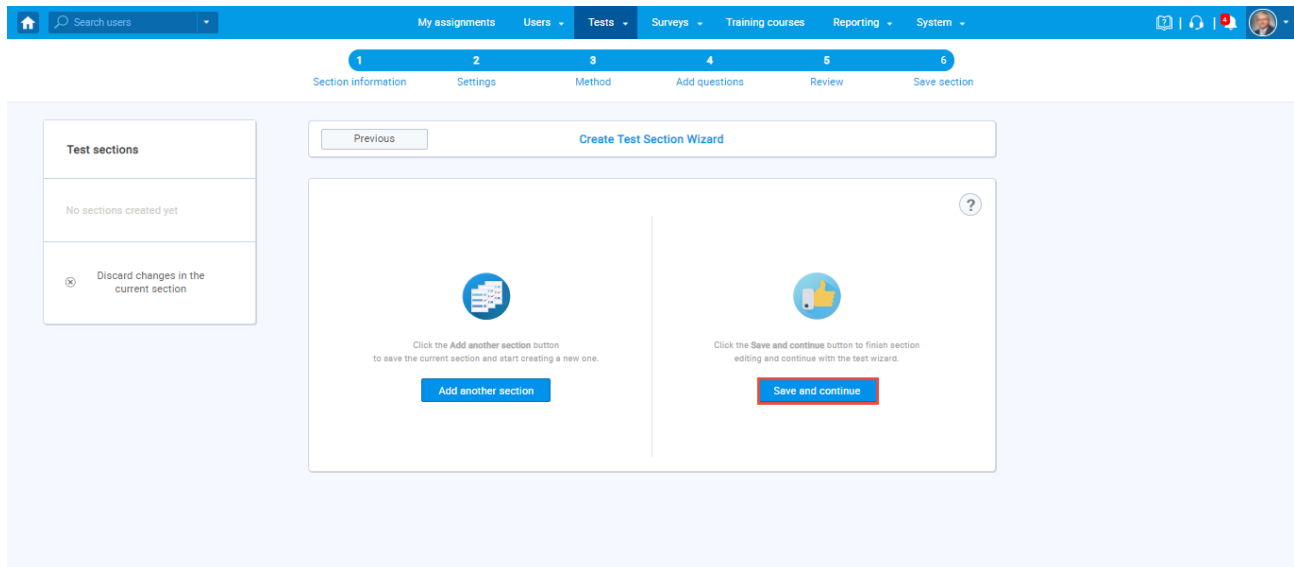 Search users
My assignments Users Tests Surveys Training courses Reporting System
4
1 2 3 4 5 6
Section information Settings Method Add questions Review Save section
Test sections
No sections created yet
Discard changes in the
current section
Previous
Create Test Section Wizard
?
Click the Add another section button
to save the current section and start creating a new one.
Add another section
Click the Save and continue button to finish section
editing and continue with the test wizard.
Save and continue